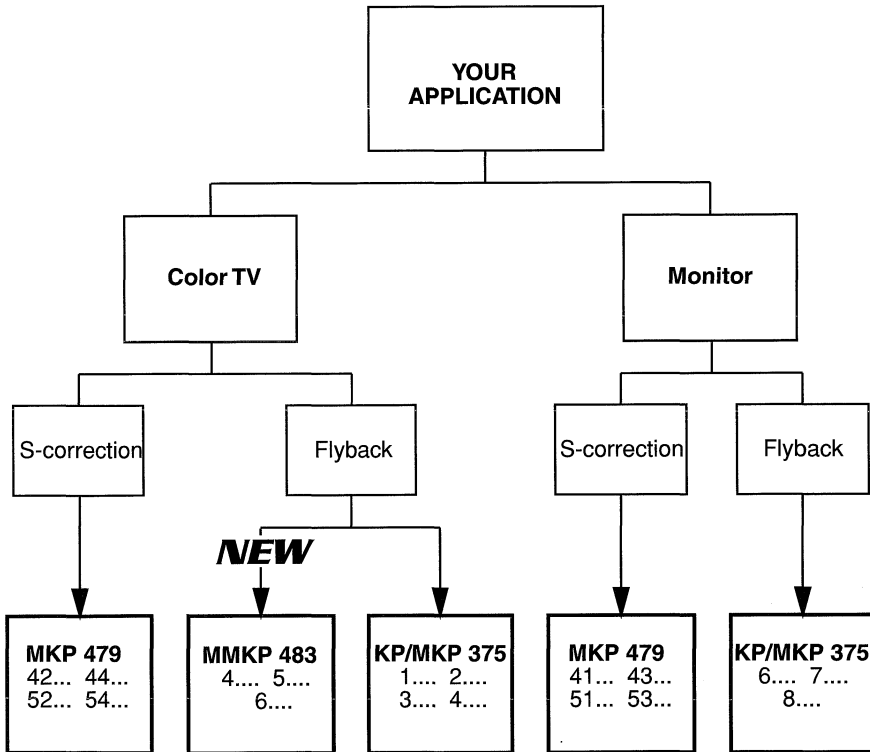 YOUR
APPLICATION
Color TV
Monitor
S-correction
Flyback
S-correction
Flyback
NEW
MKP 479
42... 44...
52... 54...
MMKP 483
4.... 5....
6....
KP/MKP 375
1.... 2....
3.... 4....
MKP 479
41... 43...
51... 53...
KP/MKP 375
6.... 7....
8....